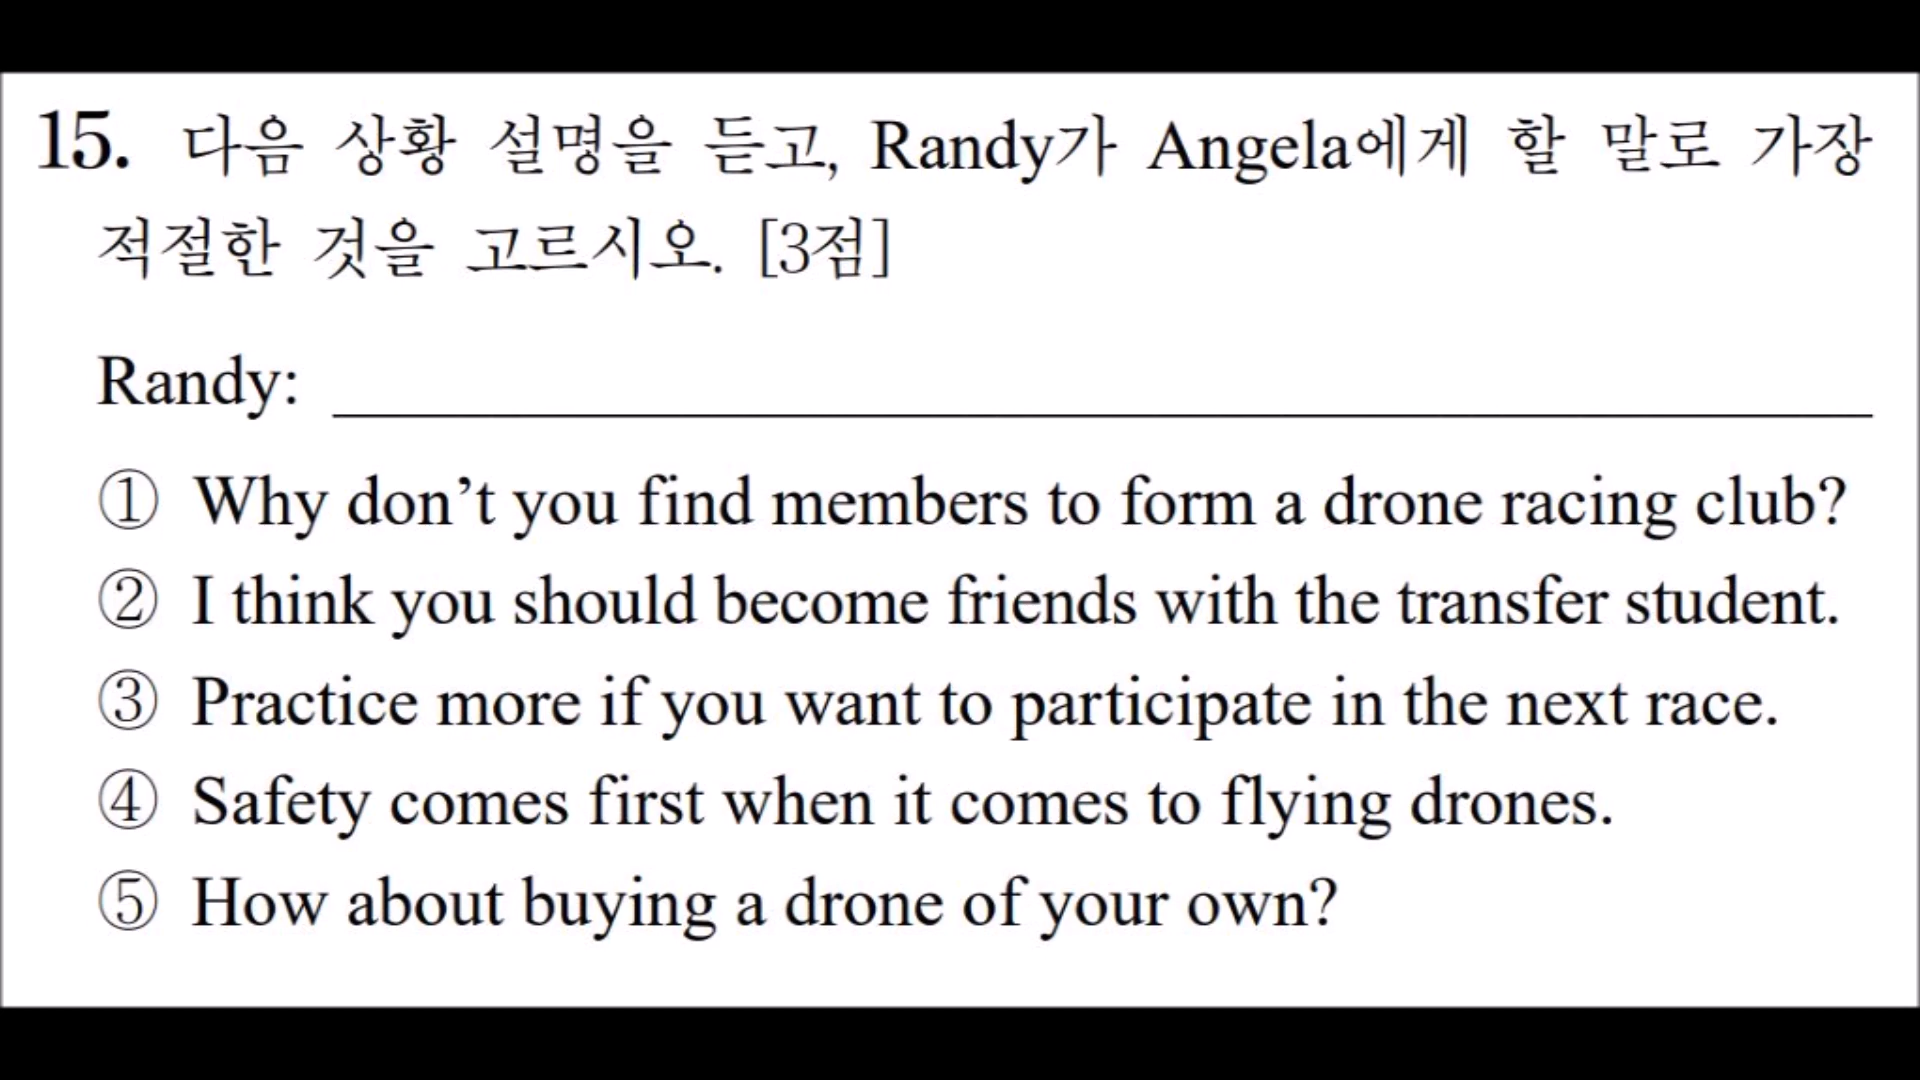 15. 다음 상황 설명을 듣고, Randy가 Angela에게 할 말로 가장
적절한 것을 고르시오. [3점]
Randy:
① Why don’t you find members to form a drone racing club?
② I think you should become friends with the transfer student.
③ Practice more if you want to participate in the next race.
④ Safety comes first when it comes to flying drones.
⑤ How about buying a drone of your own?